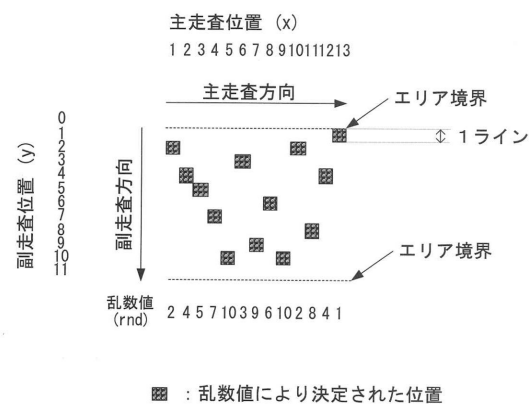 主走査位置 (x)
1 2 3 4 5 6 7 8 9 10 11 12 13
主走査方向
エリア境界
1ライン
副走査位置 (y)
0
1
2
3
4
5
6
7
8
9
10
11
副走査方向
エリア境界
乱数値
(rnd)
2 4 5 7 10 3 9 6 10 2 8 4 1
：乱数値により決定された位置